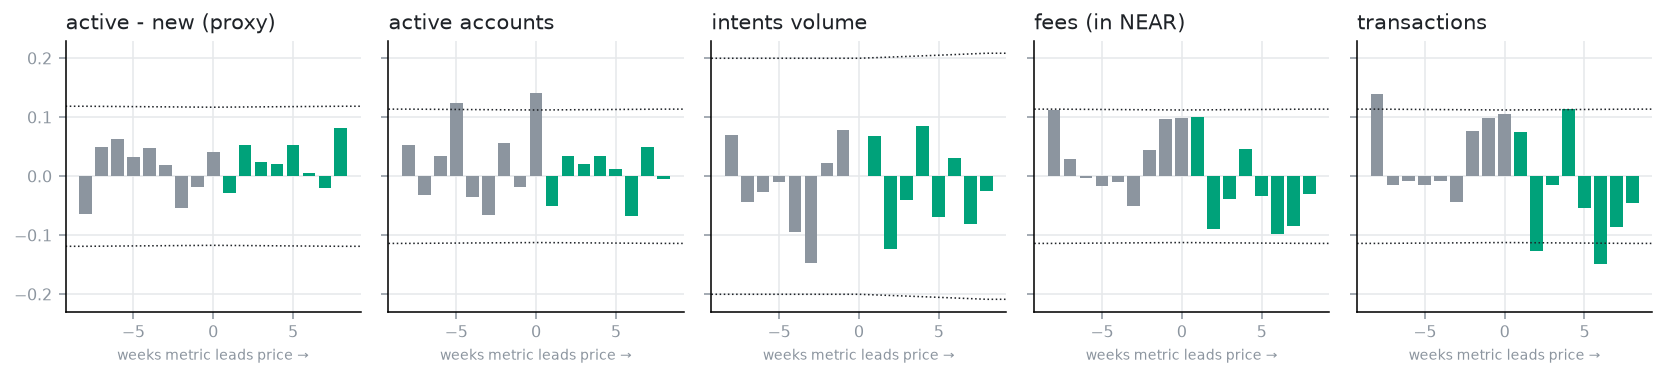 active - new (proxy)
active accounts
intents volume
fees (in NEAR)
transactions
0.2
0.1
0.0
−0.1
−0.2
−5 0 5
−5 0 5
−5 0 5
−5 0 5
−5 0 5
weeks metric leads price →
weeks metric leads price →
weeks metric leads price →
weeks metric leads price →
weeks metric leads price →